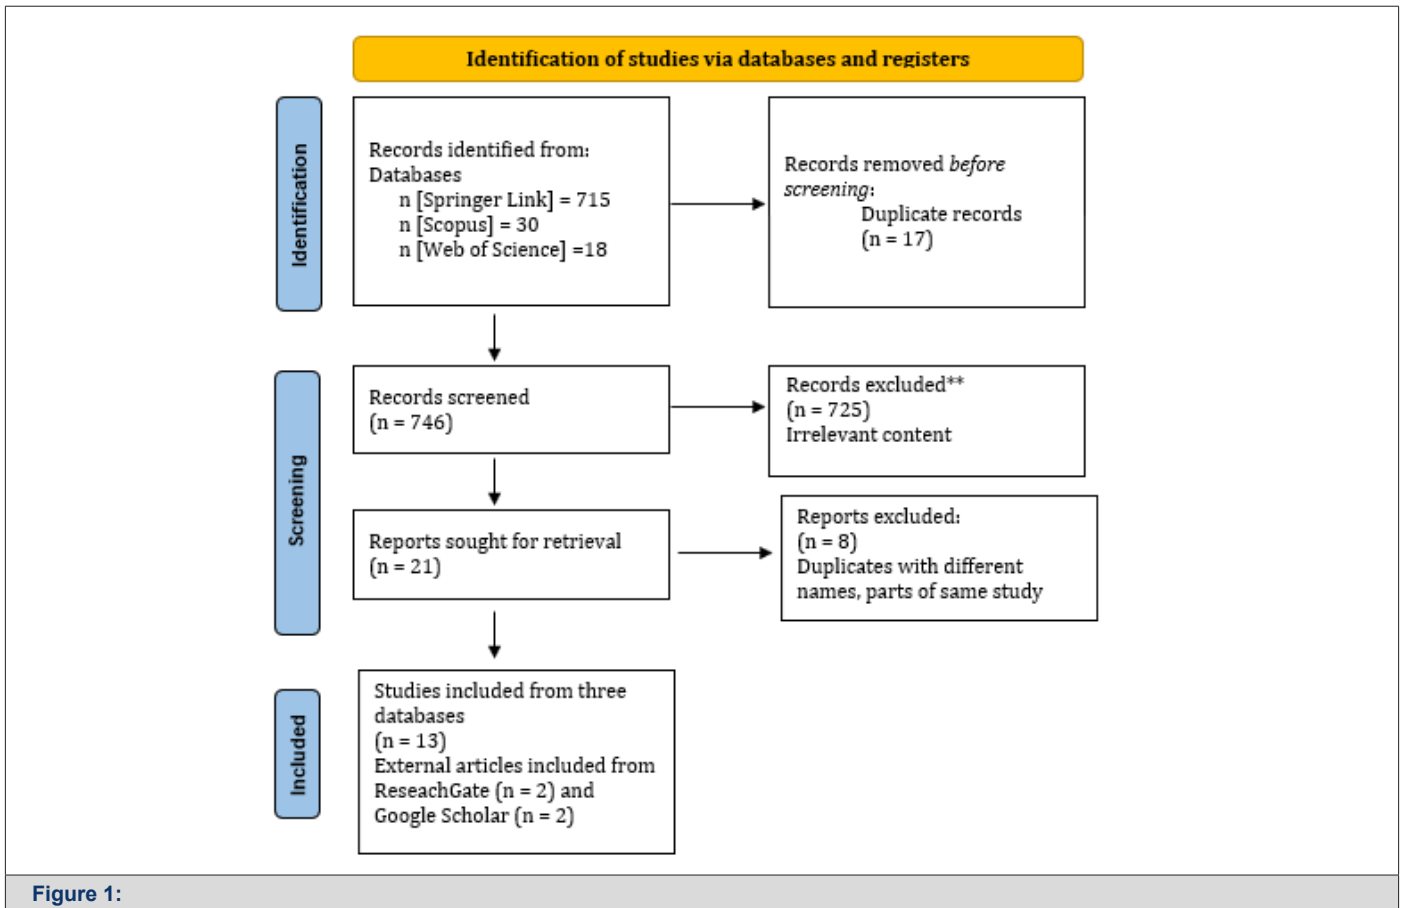 Identification of studies via databases and registers
Identification
Records identified from:
Databases
n [Springer Link] = 715
n [Scopus] = 30
n [Web of Science] =18
Records removed before
screening:
Duplicate records
(n = 17)
Screening
Records screened
(n = 746)
Records excluded**
(n = 725)
Irrelevant content
Reports sought for retrieval
(n = 21)
Reports excluded:
(n = 8)
Duplicates with different
names, parts of same study
Included
Studies included from three
databases
(n = 13)
External articles included from
ReseachGate (n = 2) and
Google Scholar (n = 2)
Figure 1: